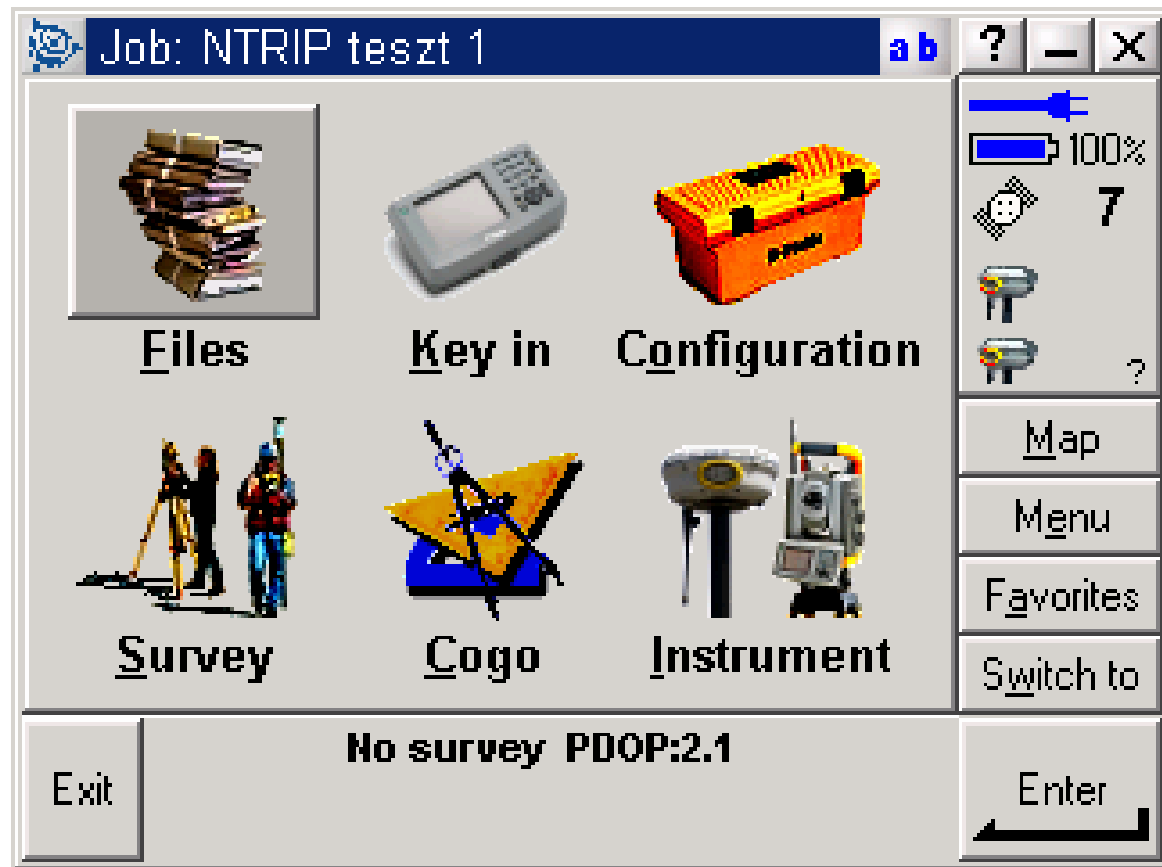 Job: NTRIP teszt 1
a b
?
100%
7
?
Files
Key in
Configuration
Survey
Cogo
Instrument
Map
Menu
Favorites
Switch to
No survey PDOP:2.1
Exit
Enter